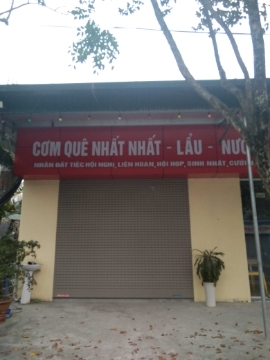 CƠM QUÊ NHẤT NHẤT - LẨU -
NHẬN ĐẶT TIỆC HỘI NGHỊ, LIÊN HOAN, HỘI HỌP, SINH NHẬT,